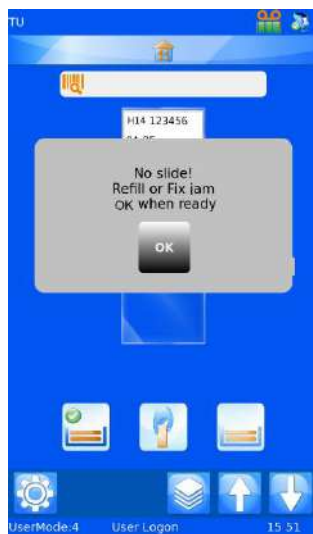 TU
H14 123456
No slide!
Refill or Fix jam
OK when ready
OK
UserMode:4 User Logon 15 51